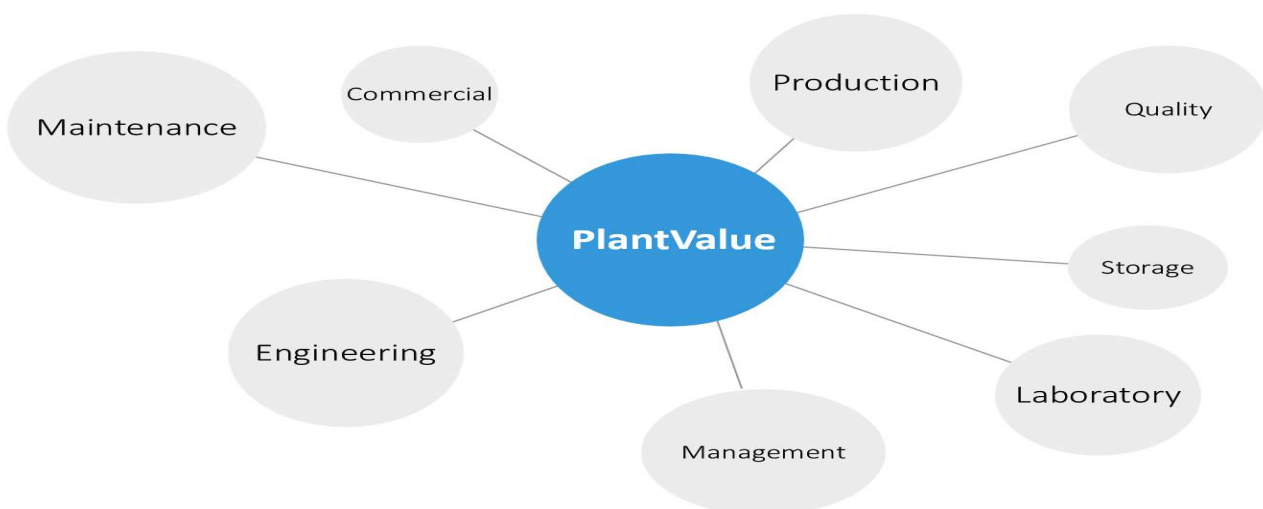 Commercial
Production
Maintenance
Quality
PlantValue
Storage
Engineering
Laboratory
Management